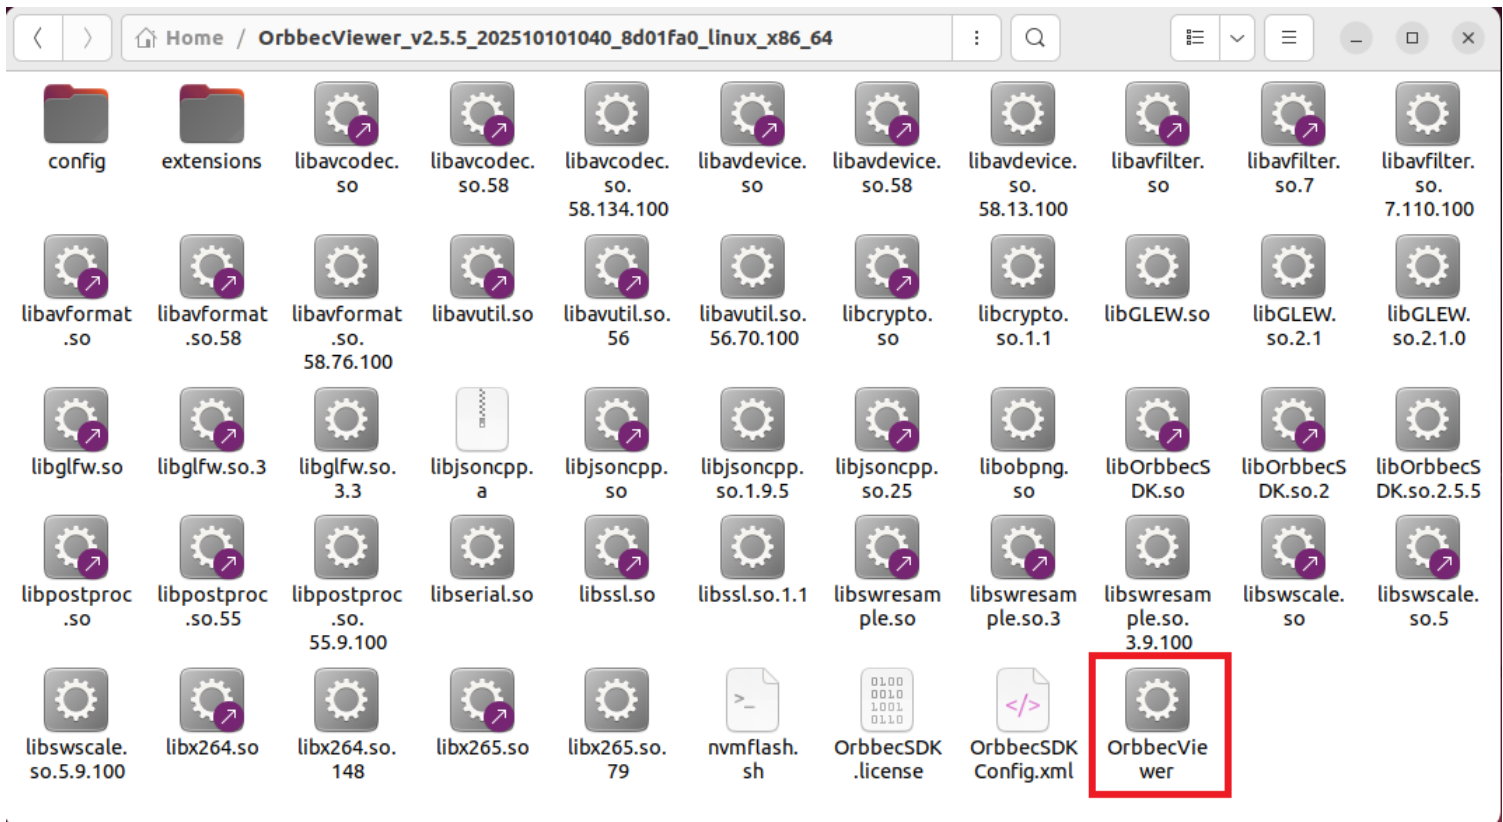 Home / OrbbecViewer_v2.5.5_202510101040_8d01fa0_linux_x86_64
config
extensions
libavcodec.
so
libavcodec.
so.58
libavcodec.
so.
58.134.100
libavdevice.
so
libavdevice.
so.58
libavdevice.
so.
58.13.100
libavfilter.
so
libavfilter.
so.7
libavfilter.
so.
7.110.100
libavformat
.so
libavformat
.so.58
libavformat
.so.
58.76.100
libavutil.so
libavutil.so.
56
libavutil.so.
56.70.100
libcrypto.
so
libcrypto.
so.1.1
libGLEW.so
libGLEW.
so.2.1
libGLEW.
so.2.1.0
libglfw.so
libglfw.so.3
libglfw.so.
3.3
libjsoncpp.
a
libjsoncpp.
so
libjsoncpp.
so.1.9.5
libjsoncpp.
so.25
libobpng.
so
libOrbbecS
DK.so
libOrbbecS
DK.so.2
libOrbbecS
DK.so.2.5.5
libpostproc
.so
libpostproc
.so.55
libpostproc
.so.
55.9.100
libserial.so
libssl.so
libssl.so.1.1
libswresam
ple.so
libswresam
ple.so.3
libswresam
ple.so.
3.9.100
libswscale.
so
libswscale.
so.5
libswscale.
so.5.9.100
libx264.so
libx264.so.
148
libx265.so
libx265.so.
79
>_
nvmflash.
sh
0100
0010
1001
0110
OrbbecSDK
.license
</>
OrbbecSDK
Config.xml
OrbbecVie
wer